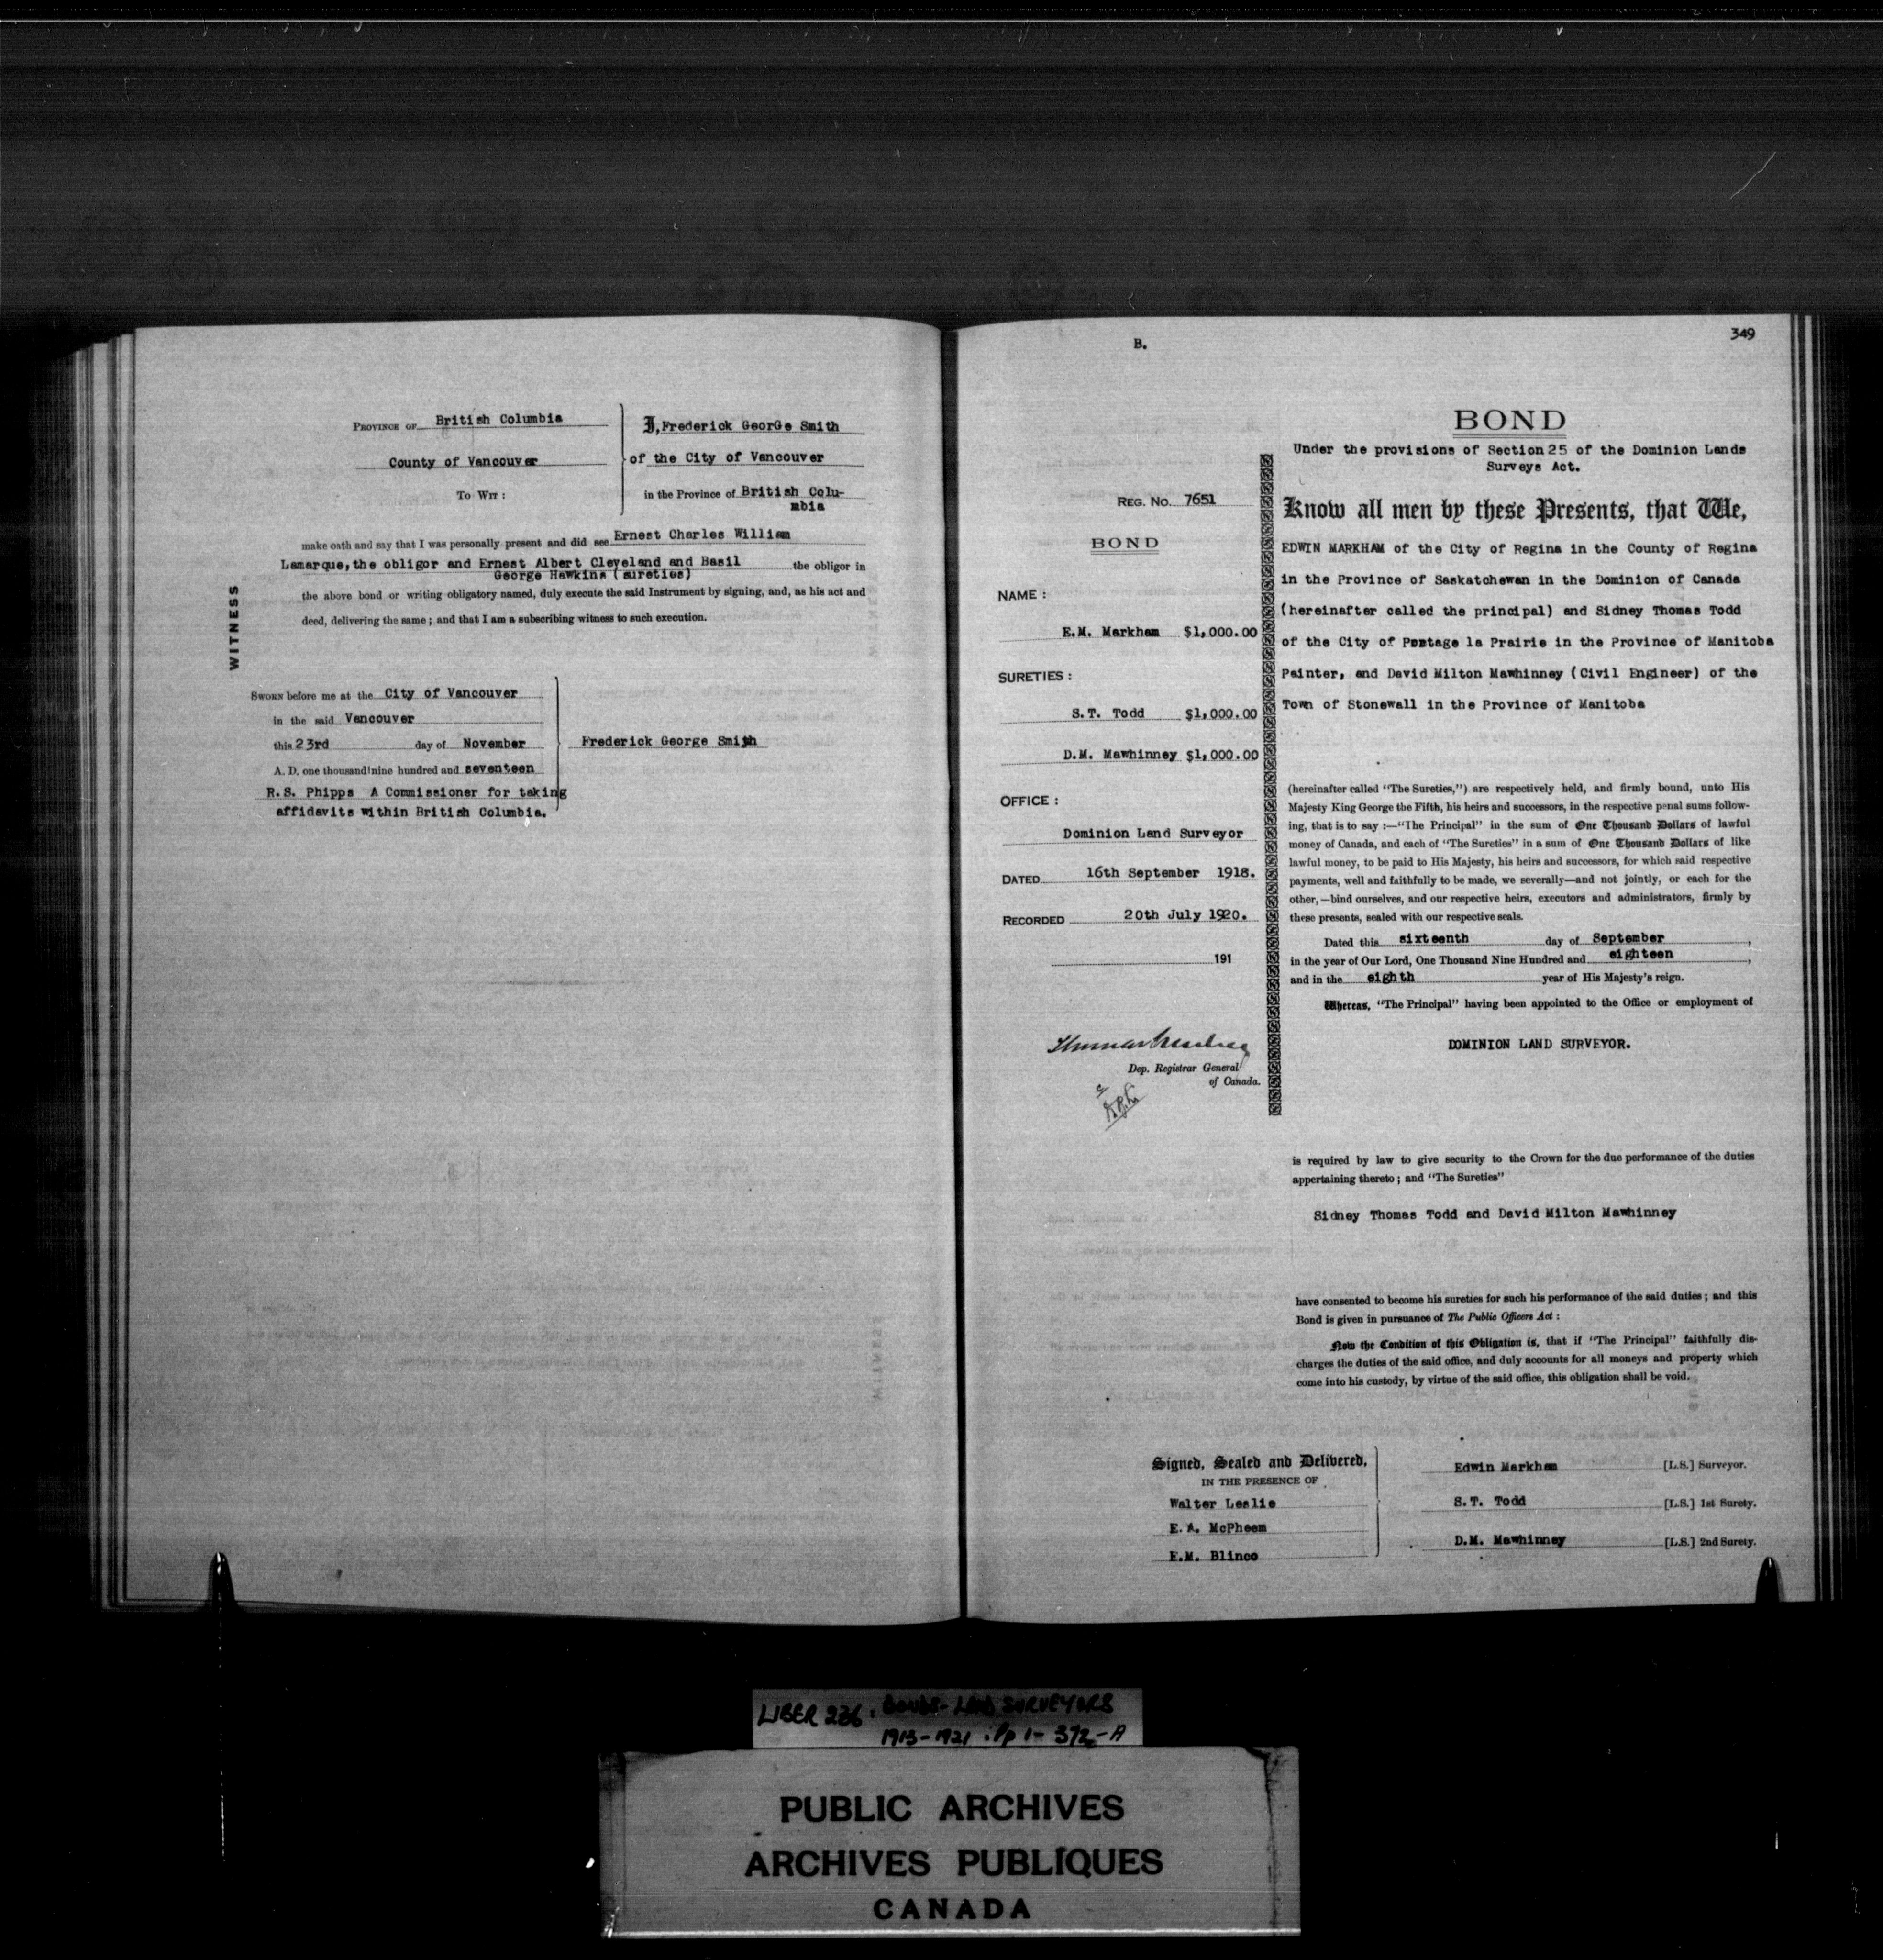 PROVINCE OF British Columbia
County of Vancouver
TO WIT :
I, Frederick GeorGe Smith
of the City of Vancouver
in the Province of British Colu-
mbia
make oath and say that I was personally present and did see Ernest Charles William
Lamarque, the obligor and Ernest Albert Cleveland and Basil the obligor in
George Hawkins (sureties)
the above bond or writing obligatory named, duly execute the said Instrument by signing, and, as his act and
deed, delivering the same ; and that I am a subscribing witness to such execution.
WITNESS
SWORN before me at the City of Vancouver
in the said Vancouver
this 23rd day of November
A. D. one thousand nine hundred and seventeen
R.S. Phipps A Commissioner for taking
affidavits within British Columbia.
Frederick George Smith
B.
349
REG. NO. 7651
BOND
NAME :
E.M. Markham $1,000.00
SURETIES :
S.T. Todd $1,000.00
D.M. Mawhinney $1,000.00
OFFICE :
Dominion Land Surveyor
DATED 16th September 1918.
RECORDED 20th July 1920.
191
Dep. Registrar General
of Canada.
BOND
Under the provisions of Section 25 of the Dominion Lands
Surveys Act.
Know all men by these Presents, that We,
EDWIN MARKHAM of the City of Regina in the County of Regina
in the Province of Saskatchewan in the Dominion of Canada
(hereinafter called the principal) and Sidney Thomas Todd
of the City of Portage la Prairie in the Province of Manitoba
Painter, and David Milton Mawhinney (Civil Engineer) of the
Town of Stonewall in the Province of Manitoba
(hereinafter called "The Sureties,") are respectively held, and firmly bound, unto His
Majesty King George the Fifth, his heirs and successors, in the respective penal sums follow-
ing, that is to say :—"The Principal" in the sum of One Thousand Dollars of lawful
money of Canada, and each of "The Sureties" in a sum of One Thousand Dollars of like
lawful money, to be paid to His Majesty, his heirs and successors, for which said respective
payments, well and faithfully to be made, we severally—and not jointly, or each for the
other,—bind ourselves, and our respective heirs, executors and administrators, firmly by
these presents, sealed with our respective seals.
Dated this sixteenth day of September,
in the year of Our Lord, One Thousand Nine Hundred and eighteen,
and in the eighth year of His Majesty's reign.
Whereas, "The Principal" having been appointed to the Office or employment of
DOMINION LAND SURVEYOR.
is required by law to give security to the Crown for the due performance of the duties
appertaining thereto ; and "The Sureties"
Sidney Thomas Todd and David Milton Mawhinney
have consented to become his sureties for such his performance of the said duties ; and this
Bond is given in pursuance of The Public Officers Act :
Now the Condition of this Obligation is, that if "The Principal" faithfully dis-
charges the duties of the said office, and duly accounts for all moneys and property which
come into his custody, by virtue of the said office, this obligation shall be void.
Signed, Sealed and Delivered,
IN THE PRESENCE OF
Walter Leslie
E.A. McPheem
E.M. Blinco
Edwin Markham [L.S.] Surveyor.
S.T. Todd [L.S.] 1st Surety.
D.M. Mawhinney [L.S.] 2nd Surety.
LIBER 236 : BONDS - LAND SURVEYORS
1913-1921 : Pp 1- 372-A
PUBLIC ARCHIVES
ARCHIVES PUBLIQUES
CANADA